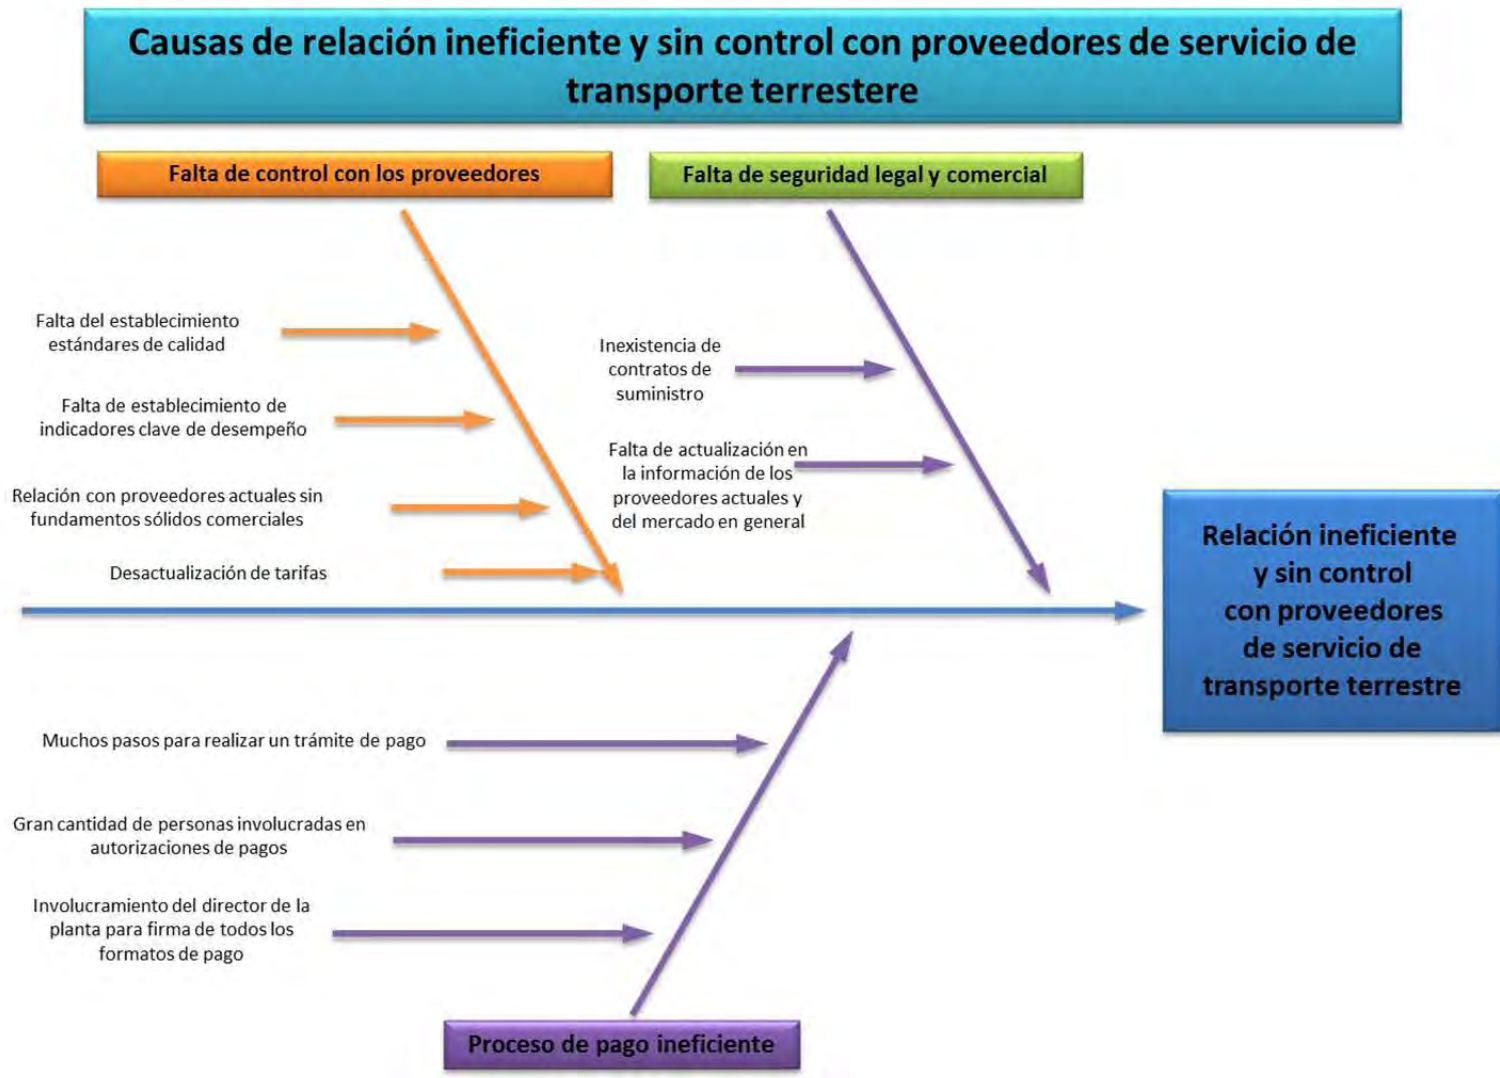 Causas de relación ineficiente y sin control con proveedores de servicio de
transporte terrestere
Falta de control con los proveedores
Falta de seguridad legal y comercial
Falta del establecimiento
estándares de calidad
Falta de establecimiento de
indicadores clave de desempeño
Relación con proveedores actuales sin
fundamentos sólidos comerciales
Desactualización de tarifas
Inexistencia de
contratos de
suministro
Falta de actualización en
la información de los
proveedores actuales y
del mercado en general
Relación ineficiente
y sin control
con proveedores
de servicio de
transporte terrestre
Muchos pasos para realizar un trámite de pago
Gran cantidad de personas involucradas en
autorizaciones de pagos
Involucramiento del director de la
planta para firma de todos los
formatos de pago
Proceso de pago ineficiente